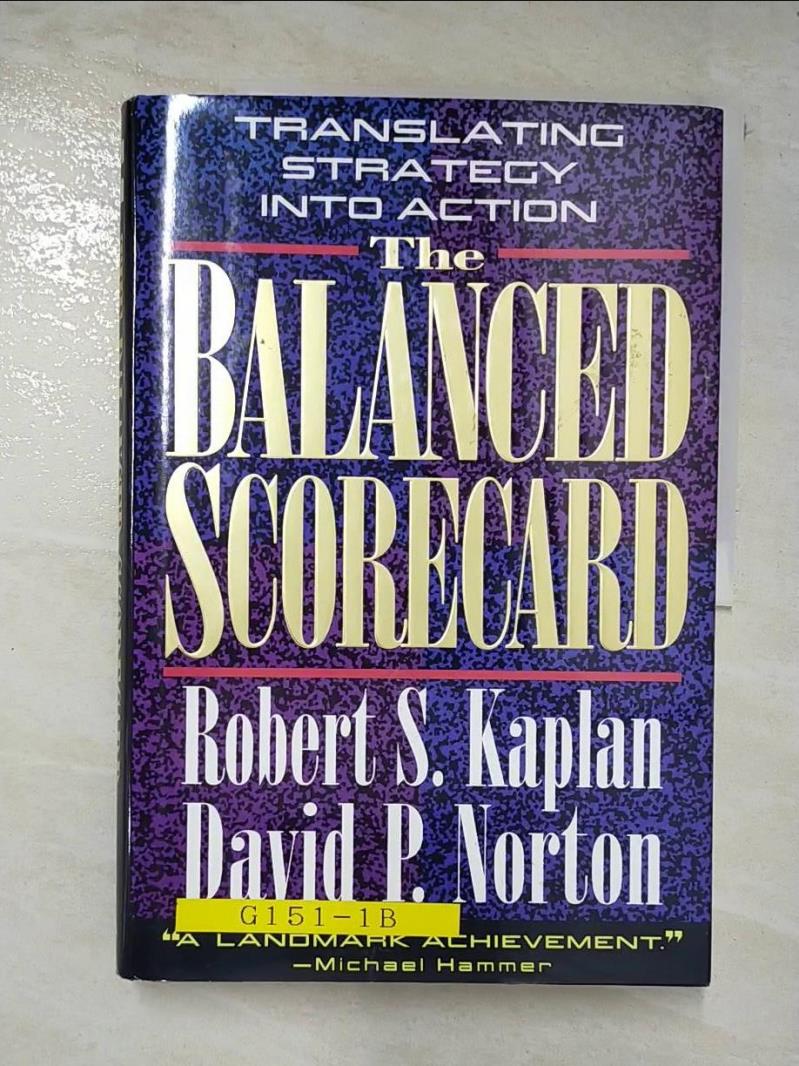 TRANSLATING
STRATEGY
INTO ACTION
The
BALANCED
SCORECARD
Robert S. Kaplan
David P. Norton
G151-1B
“A LANDMARK ACHIEVEMENT.”
—Michael Hammer